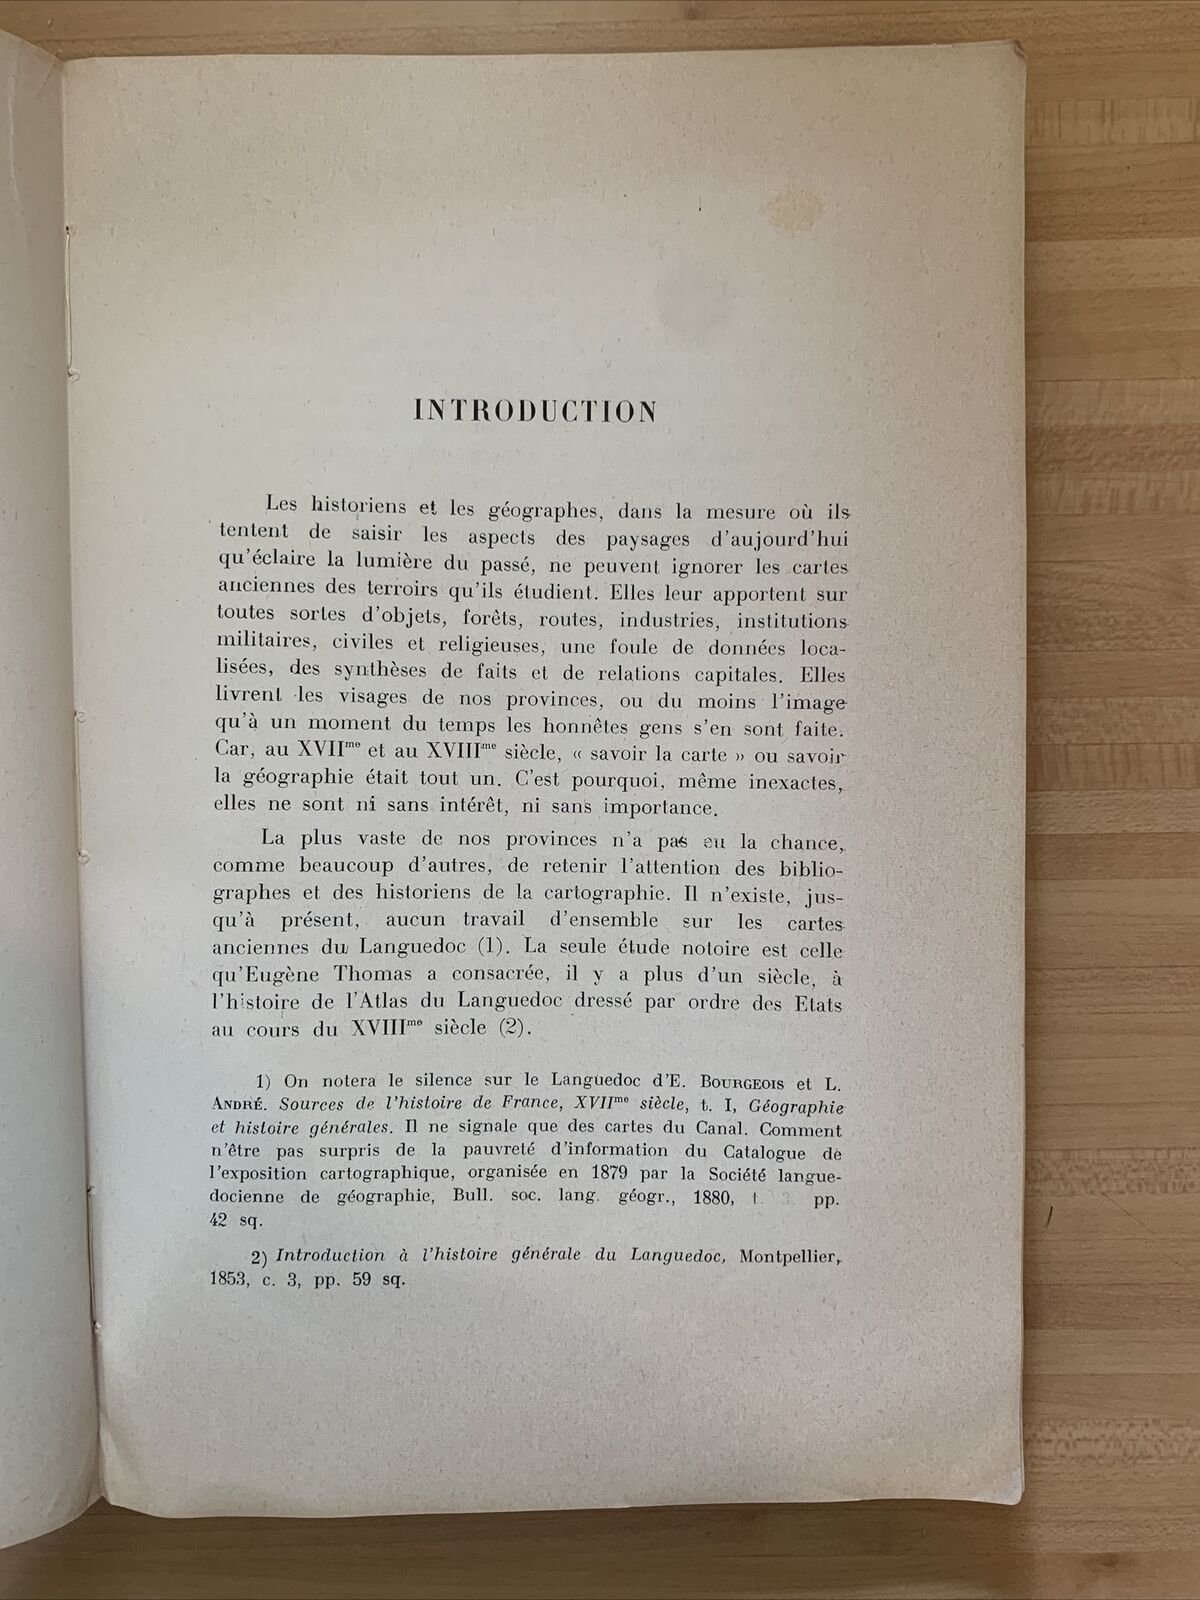 INTRODUCTION
Les historiens et les géographes, dans la mesure où ils
tentent de saisir les aspects des paysages d'aujourd'hui
qu'éclaire la lumière du passé, ne peuvent ignorer les cartes
anciennes des terroirs qu'ils étudient. Elles leur apportent sur
toutes sortes d'objets, forêts, routes, industries, institutions
militaires, civiles et religieuses, une foule de données loca-
lisées, des synthèses de faits et de relations capitales. Elles
livrent les visages de nos provinces, ou du moins l'image
qu'à un moment du temps les honnêtes gens s'en sont faite.
Car, au XVIIme et au XVIIIme siècle, « savoir la carte » ou savoir
la géographie était tout un. C'est pourquoi, même inexactes,
elles ne sont ni sans intérêt, ni sans importance.
La plus vaste de nos provinces n'a pas eu la chance,
comme beaucoup d'autres, de retenir l'attention des biblio-
graphes et des historiens de la cartographie. Il n'existe, jus-
qu'à présent, aucun travail d'ensemble sur les cartes
anciennes du Languedoc (1). La seule étude notoire est celle
qu'Eugène Thomas a consacrée, il y a plus d'un siècle, à
l'histoire de l'Atlas du Languedoc dressé par ordre des Etats
au cours du XVIIIme siècle (2).
1) On notera le silence sur le Languedoc d'E. BOURGEOIS et L.
ANDRÉ. Sources de l'histoire de France, XVIIme siècle, t. I, Géographie
et histoire générales. Il ne signale que des cartes du Canal. Comment
n'être pas surpris de la pauvreté d'information du Catalogue de
l'exposition cartographique, organisée en 1879 par la Société langue-
docienne de géographie, Bull. soc. lang. géogr., 1880, t. pp.
42 sq.
2) Introduction à l'histoire générale du Languedoc, Montpellier,
1853, c. 3, pp. 59 sq.